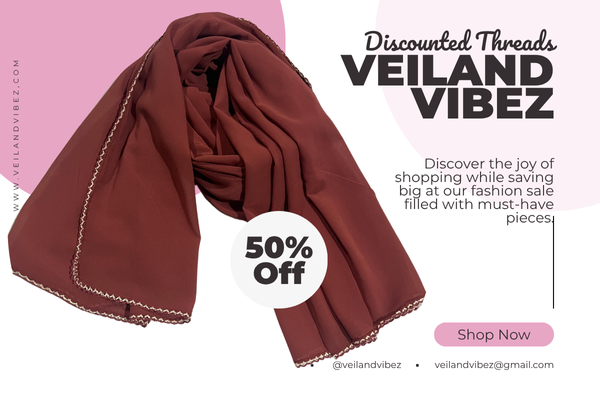 WWW.VEILANDVIBEZ.COM
Discounted Threads
VEILAND
VIBEZ
Discover the joy of
shopping while saving
big at our fashion sale
filled with must-have
pieces.
50%
Off
Shop Now
• @veilandvibez • veilandvibez@gmail.com